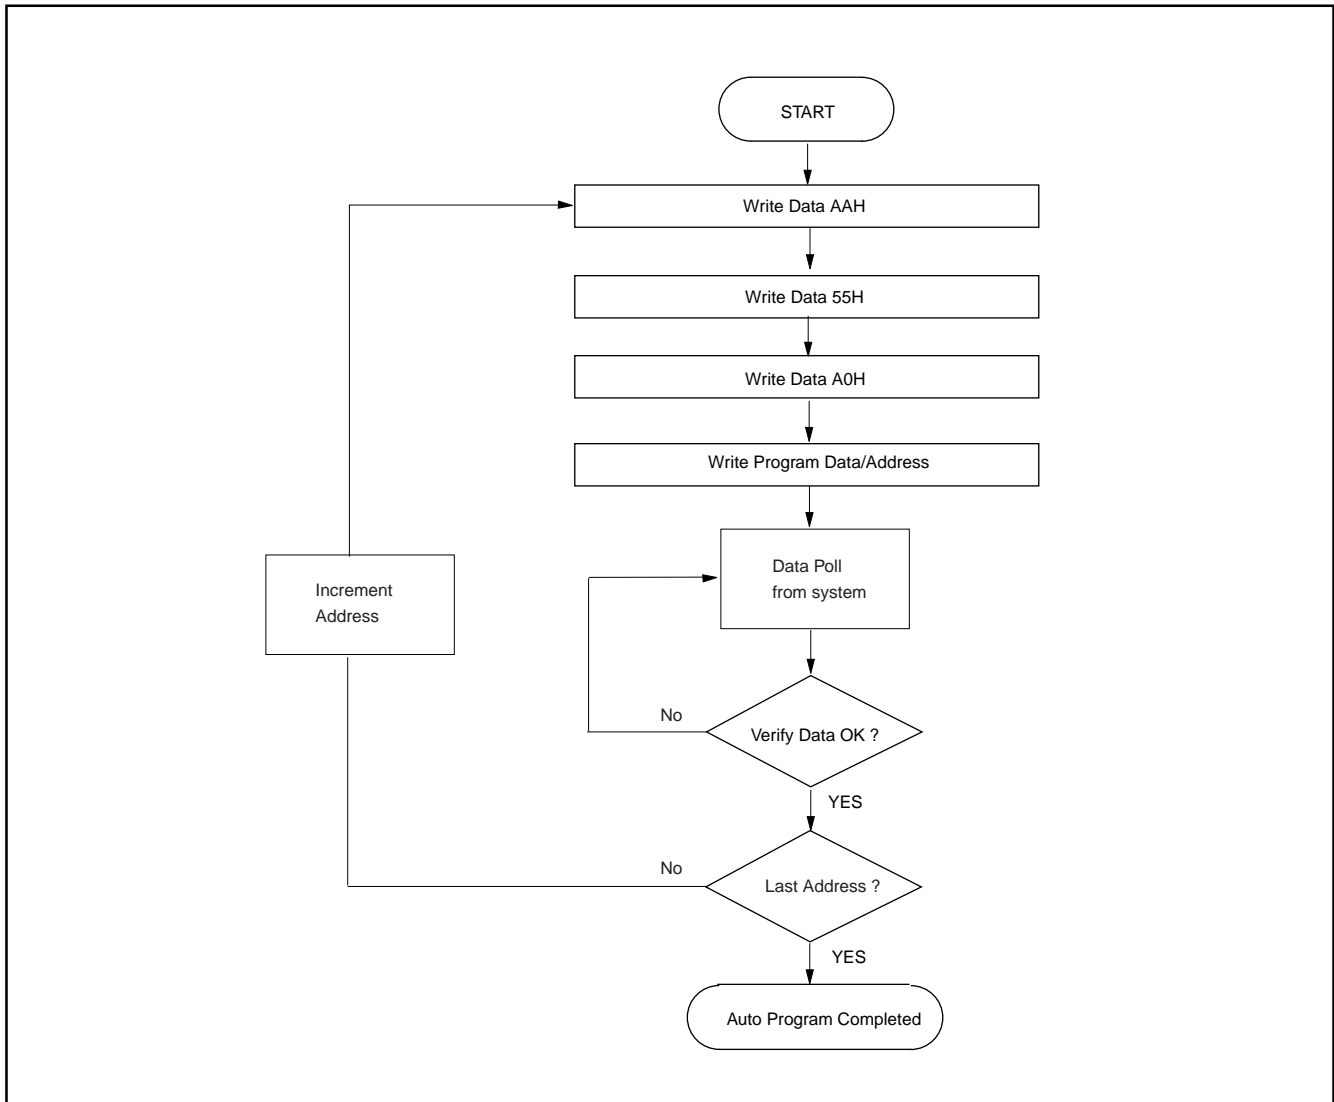 START
Write Data AAH
Write Data 55H
Write Data A0H
Write Program Data/Address
Data Poll
from system
Increment
Address
No
Verify Data OK ?
YES
No
Last Address ?
YES
Auto Program Completed